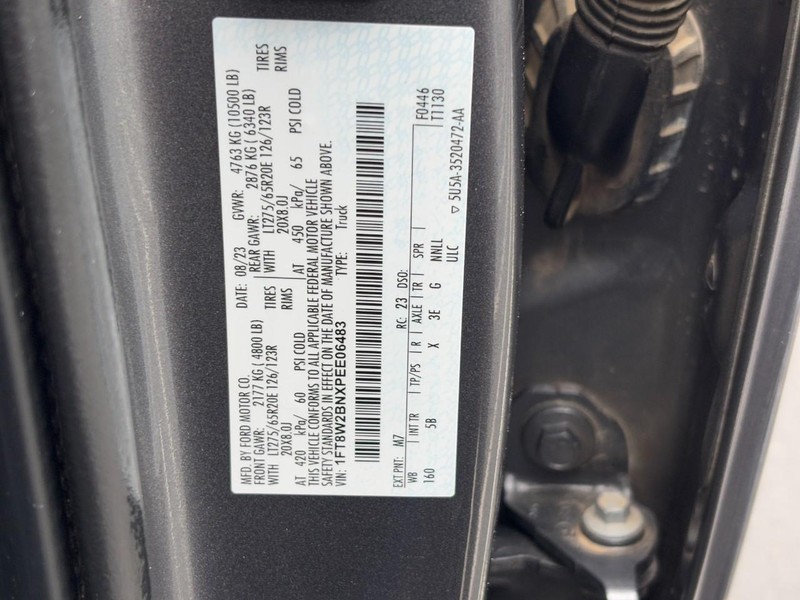 MFD. BY FORD MOTOR CO.
DATE: 08/23 GVWR: 4763 KG (10500 LB)
FRONT GAWR: 2177 KG ( 4800 LB) REAR GAWR: 2876 KG ( 6340 LB)
WITH LT275/65R20E 126/123R TIRES WITH LT275/65R20E 126/123R TIRES
20X8.0J RIMS 20X8.0J RIMS
AT 420 kPa/ 60 PSI COLD AT 450 kPa/ 65 PSI COLD
THIS VEHICLE CONFORMS TO ALL APPLICABLE FEDERAL MOTOR VEHICLE
SAFETY STANDARDS IN EFFECT ON THE DATE OF MANUFACTURE SHOWN ABOVE.
VIN: 1FT8W2BNXPEE06483 TYPE: Truck
EXT PNT: M7 RC: 23 DSO: F0446
WB INT TR TP/PS R AXLE TR SPR T1130
160 5B X 3E G NNLL
ULC ▽ 5U5A-3520472-AA